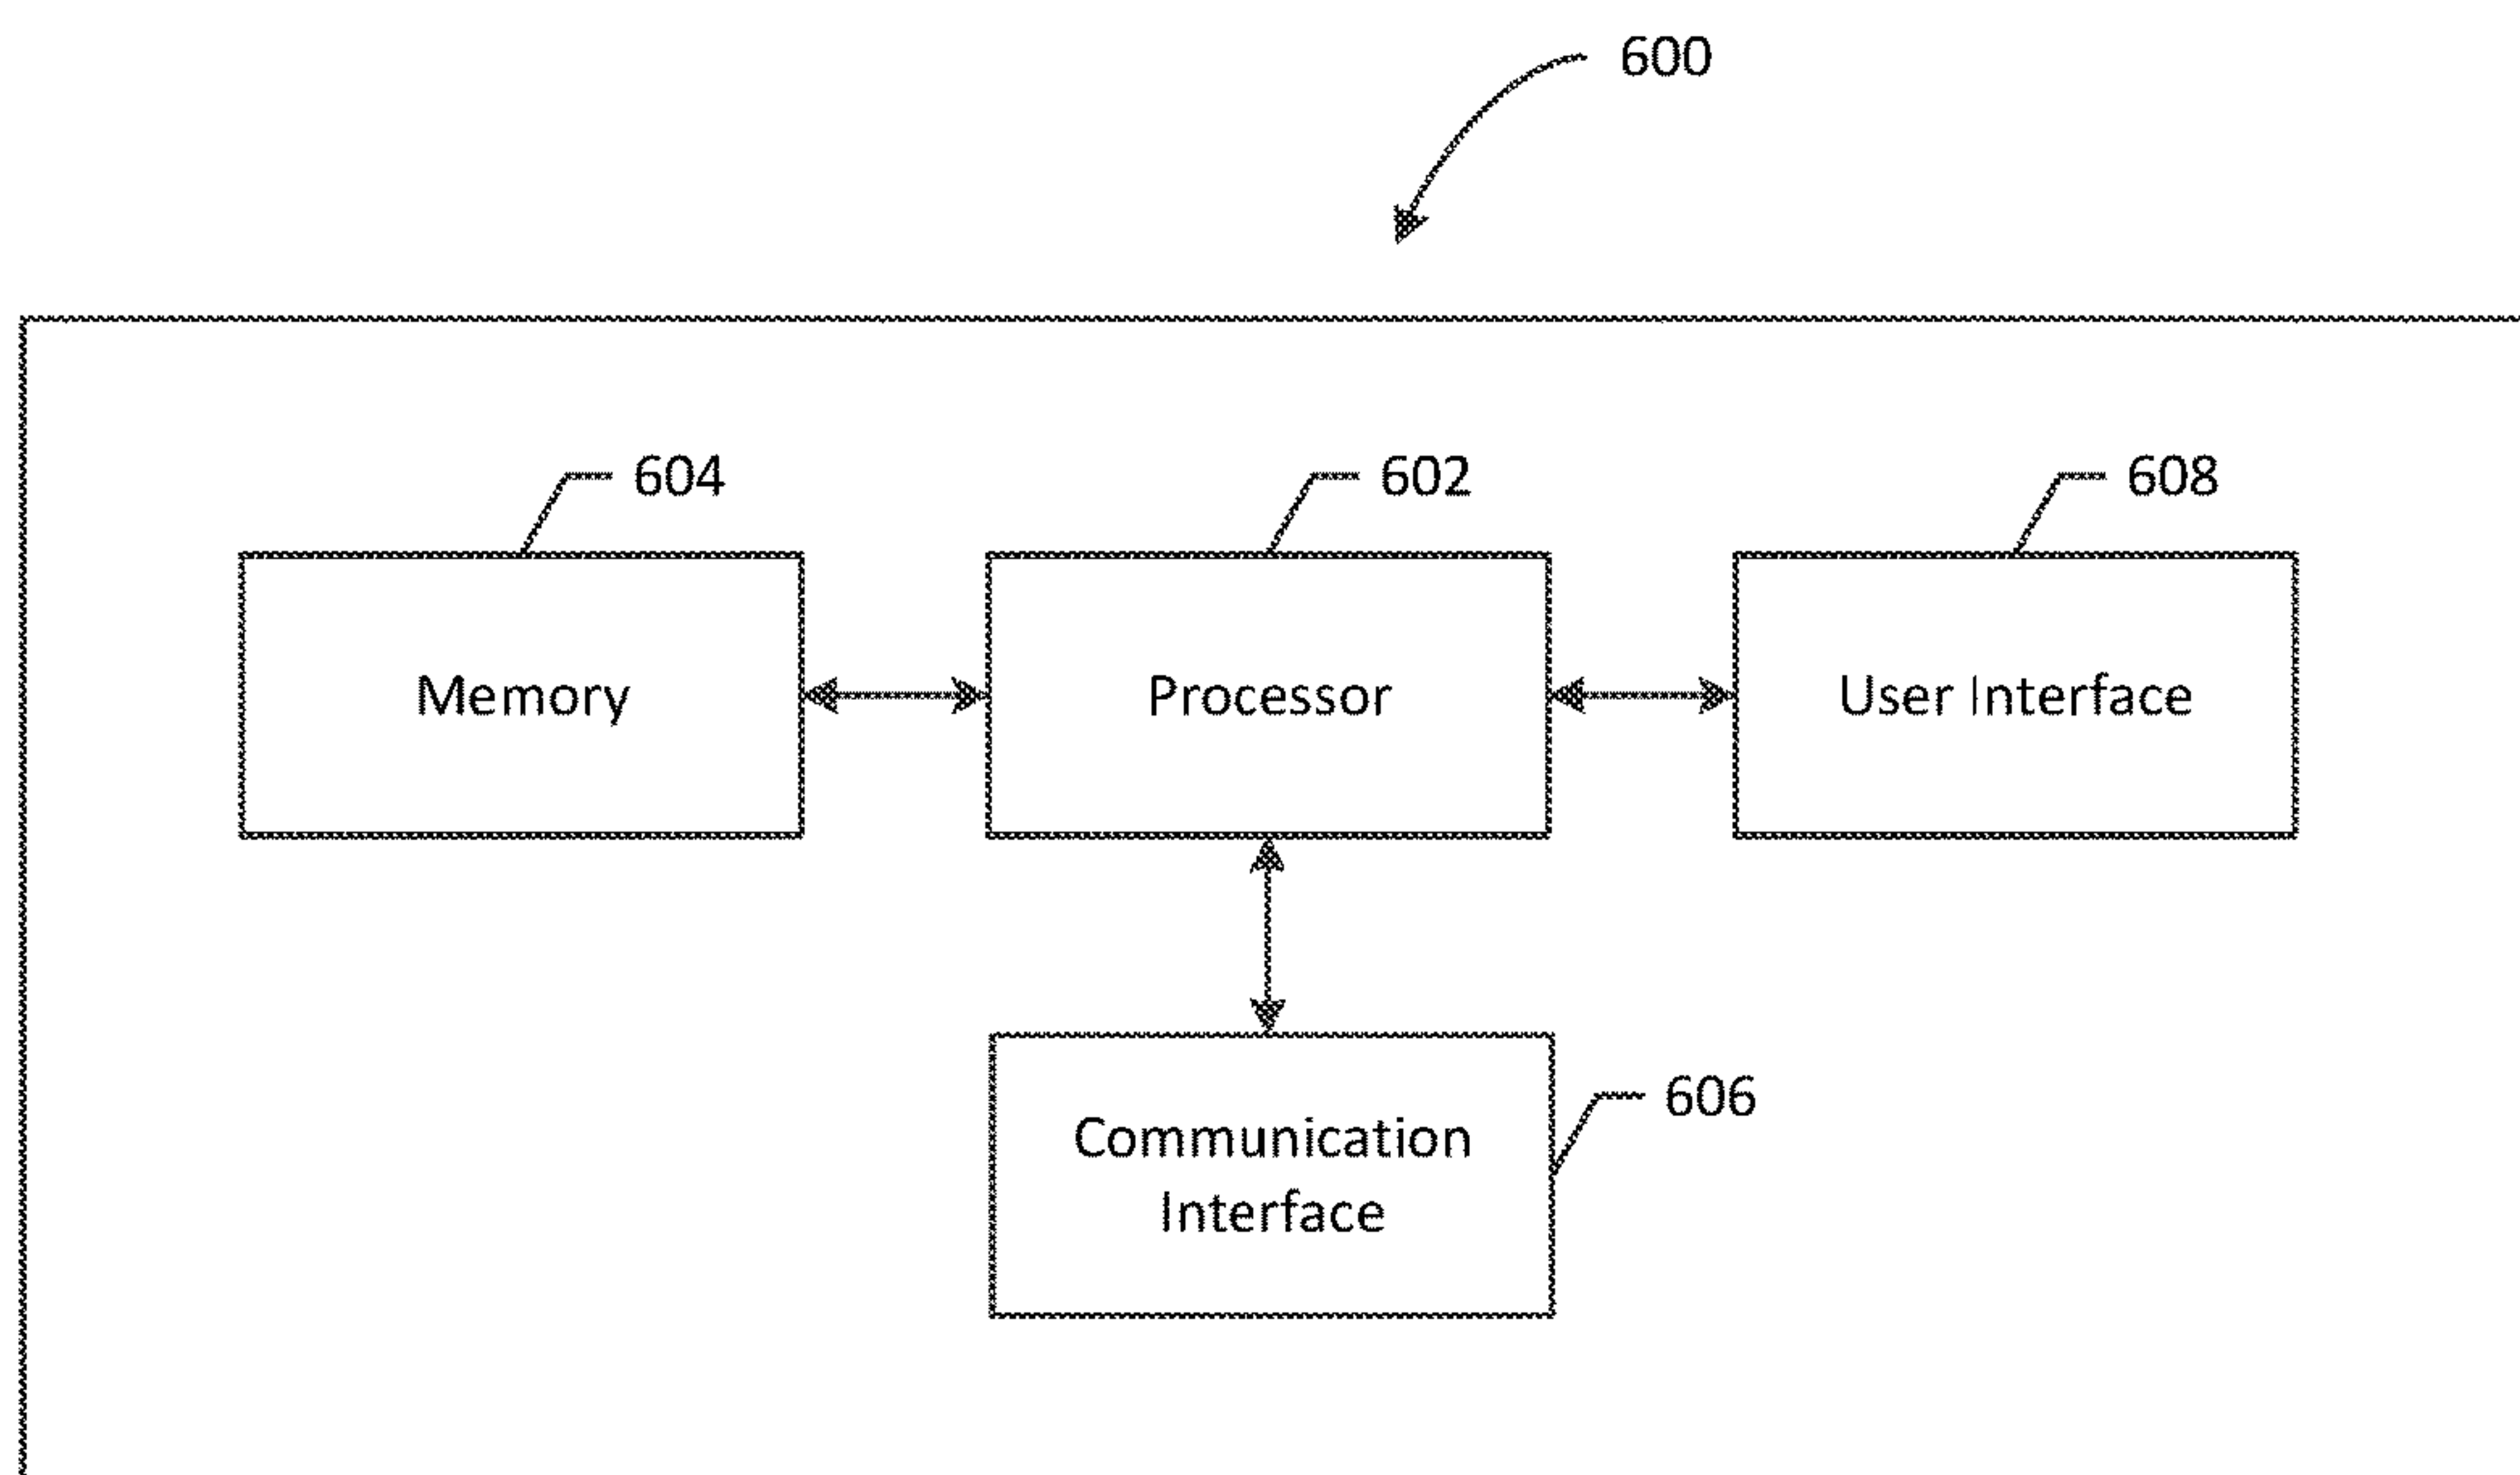 600
604
602
608
Memory
Processor
User Interface
606
Communication
Interface